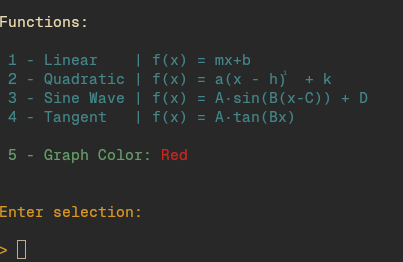 Functions:
1 - Linear | f(x) = mx+b
2 - Quadratic | f(x) = a(x - h)² + k
3 - Sine Wave | f(x) = A·sin(B(x-C)) + D
4 - Tangent | f(x) = A·tan(Bx)
5 - Graph Color: Red
Enter selection:
>